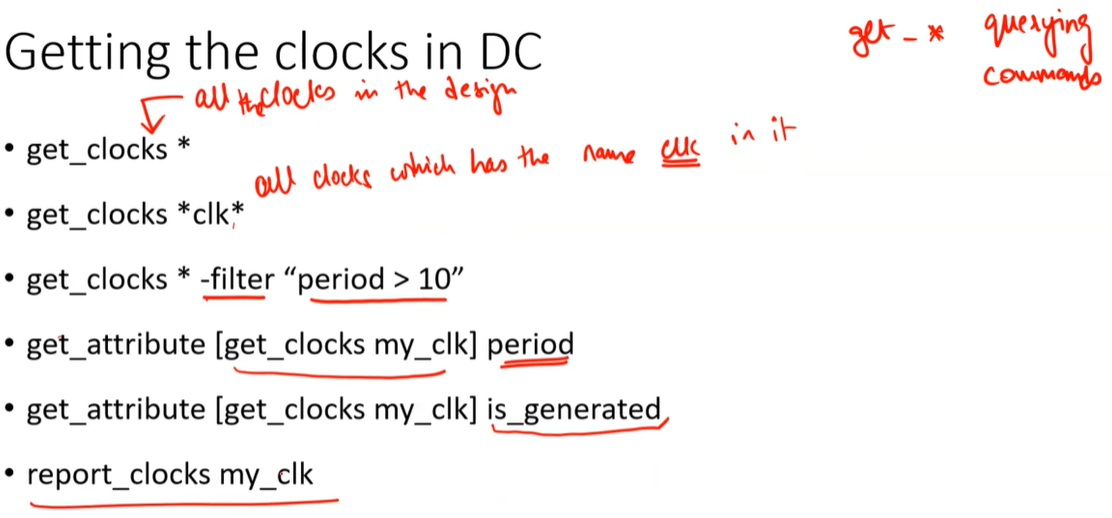 Getting the clocks in DC
get_* querying
commands
all the clocks in the design
• get_clocks *
all clocks which has the name clk in it
• get_clocks *clk*
• get_clocks * -filter “period > 10”
• get_attribute [get_clocks my_clk] period
• get_attribute [get_clocks my_clk] is_generated
• report_clocks my_clk